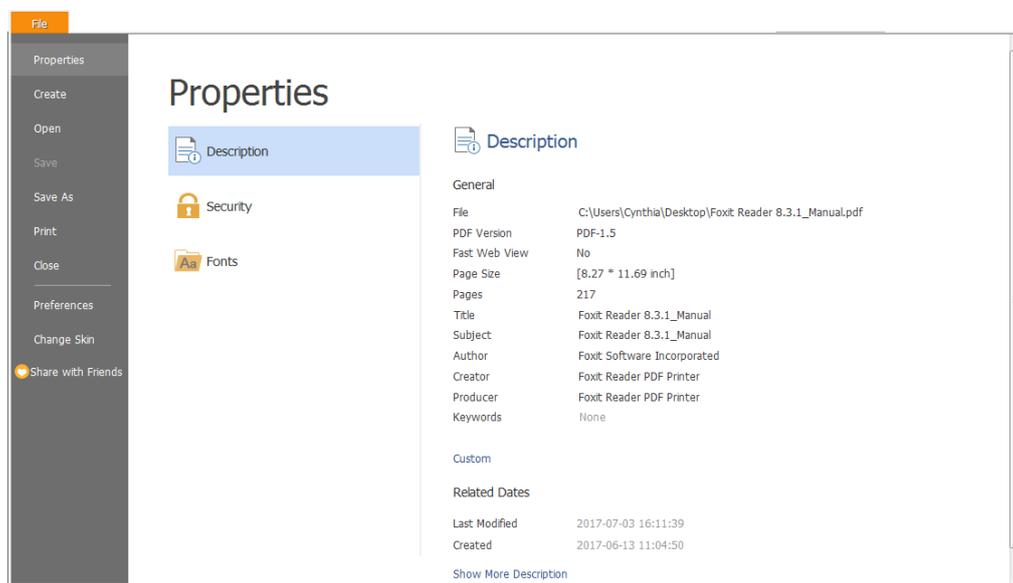 File
Properties
Create
Open
Save
Save As
Print
Close
Preferences
Change Skin
Share with Friends
Properties
Description
Security
Aa Fonts
Description
General
File C:\Users\Cynthia\Desktop\Foxit Reader 8.3.1_Manual.pdf
PDF Version PDF-1.5
Fast Web View No
Page Size [8.27 * 11.69 inch]
Pages 217
Title Foxit Reader 8.3.1_Manual
Subject Foxit Reader 8.3.1_Manual
Author Foxit Software Incorporated
Creator Foxit Reader PDF Printer
Producer Foxit Reader PDF Printer
Keywords None
Custom
Related Dates
Last Modified 2017-07-03 16:11:39
Created 2017-06-13 11:04:50
Show More Description